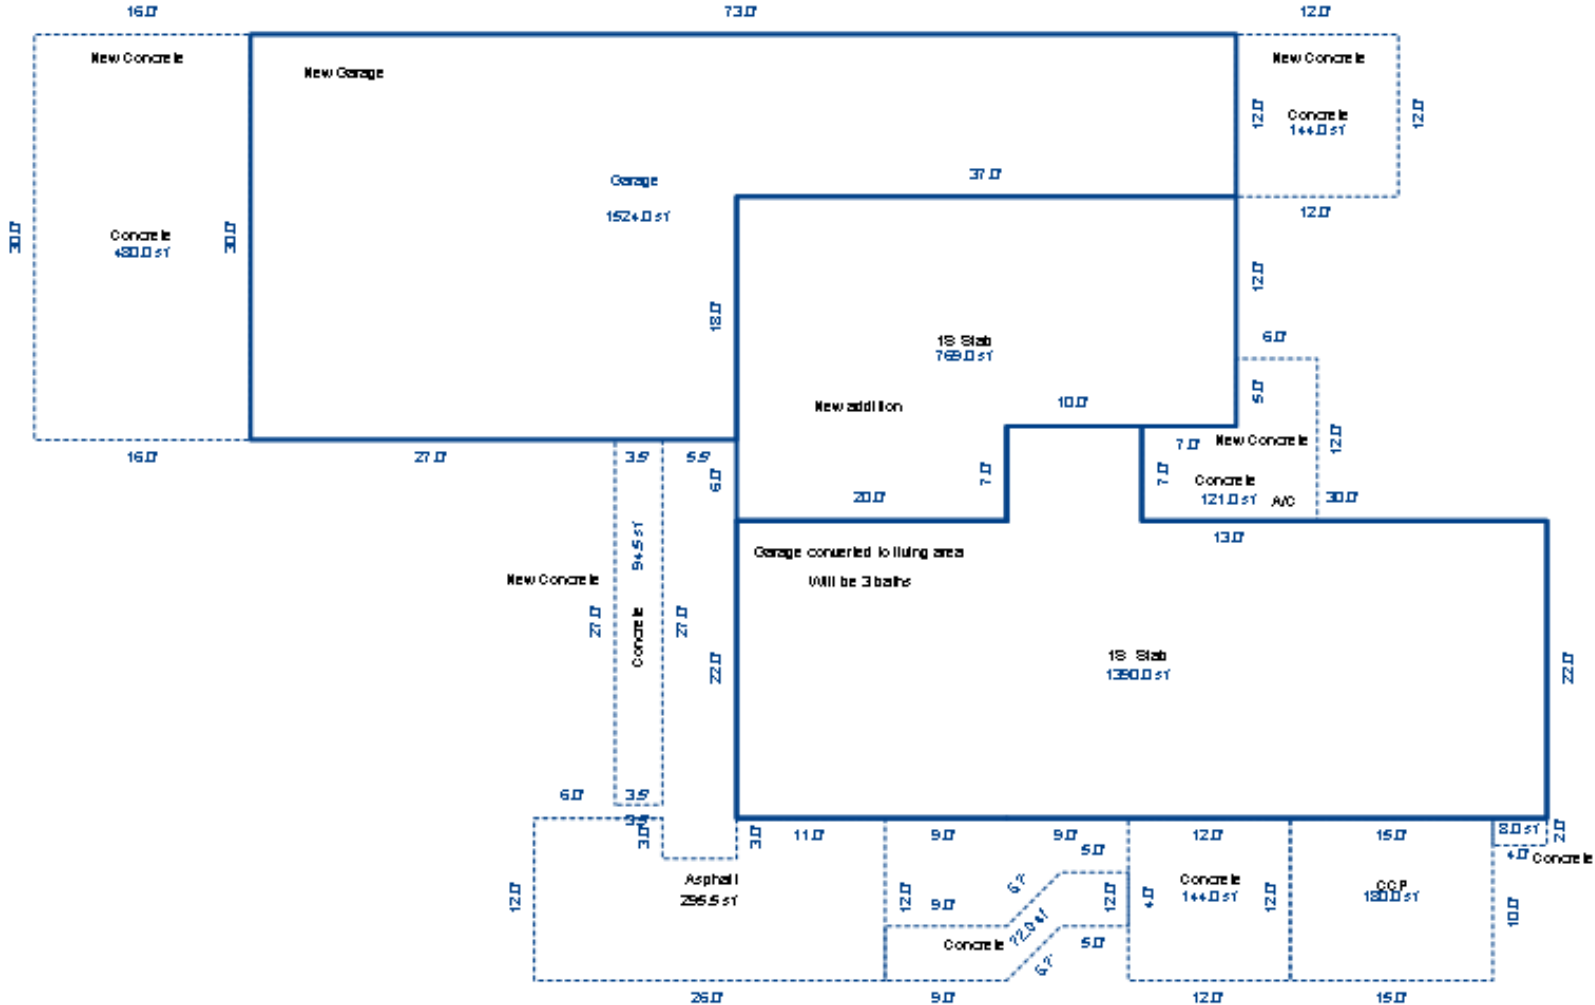 16.0'
73.0'
12.0'
New Concrete
New Garage
New Concrete
12.0'
Concrete
144.0 sf
12.0'
37.0'
Garage
1524.0 sf
12.0'
30.0'
Concrete
480.0 sf
30.0'
12.0'
18.0'
1S Slab
769.0 sf
6.0'
5.0'
New addition
10.0'
16.0'
27.0'
3.5'
5.5'
6.0'
7.0'
New Concrete
12.0'
20.0'
7.0'
7.0'
Concrete
121.0 sf
A/C
30.0'
94.5 sf
13.0'
Garage converted to living area
New Concrete
Will be 3 baths
27.0'
Concrete
27.0'
22.0'
1S Slab
1390.0 sf
22.0'
6.0'
3.5'
3.5'
3.0'
3.0'
11.0'
9.0'
9.0'
5.0'
12.0'
15.0'
8.0 sf
2.0'
4.0'
Concrete
Asphalt
295.5 sf
12.0'
12.0'
9.0'
6.7'
12.0'
4.0'
Concrete
144.0 sf
12.0'
CCP
180.0 sf
10.0'
Concrete
72.0 sf
6.7'
5.0'
26.0'
9.0'
12.0'
15.0'